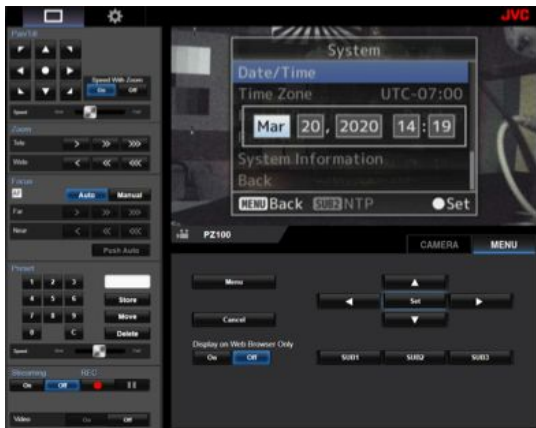 JVC
Pan/Tilt
Speed With Zoom
On Off
Speed
Zoom
Tele > >> >>>
Wide < << <<<
Focus
AF Auto Manual
Far > >> >>>
Near < << <<<
Push Auto
Preset
1 2 3
4 5 6 Store
7 8 9 Move
0 C Delete
Speed
Streaming REC
On Off
Video On Off
System
Date/Time
Time Zone UTC-07:00
Mar 20, 2020 14:19
System Information
Back
MENU Back SUB2 NTP Set
PZ100
CAMERA MENU
Menu
Set
Cancel
Display on Web Browser Only
On Off
SUB1 SUB2 SUB3